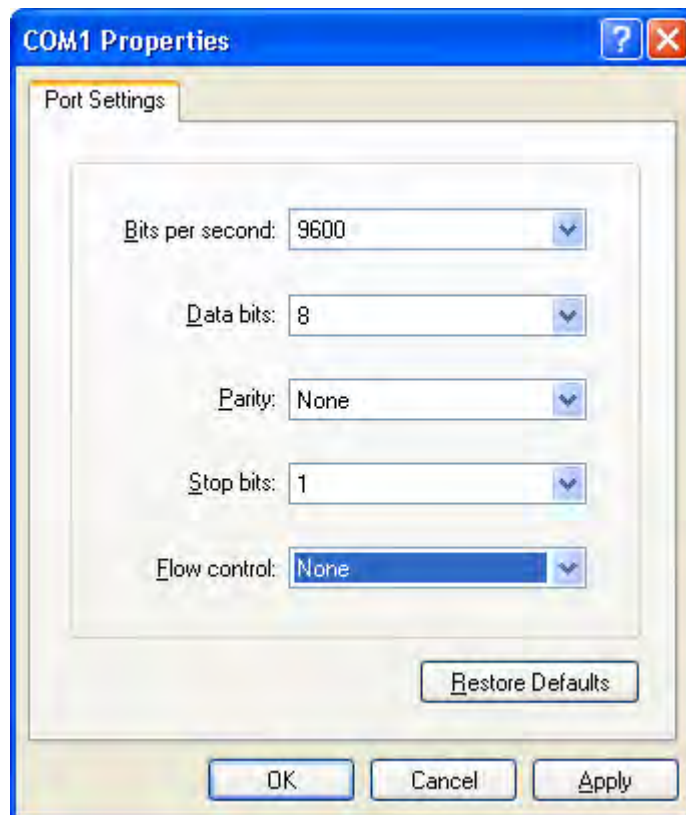 COM1 Properties
Port Settings
Bits per second: 9600
Data bits: 8
Parity: None
Stop bits: 1
Flow control: None
Restore Defaults
OK Cancel Apply